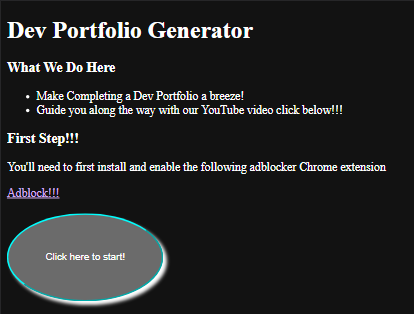 Dev Portfolio Generator
What We Do Here
Make Completing a Dev Portfolio a breeze!
Guide you along the way with our YouTube video click below!!!
First Step!!!
You'll need to first install and enable the following adblocker Chrome extension
Adblock!!!
Click here to start!